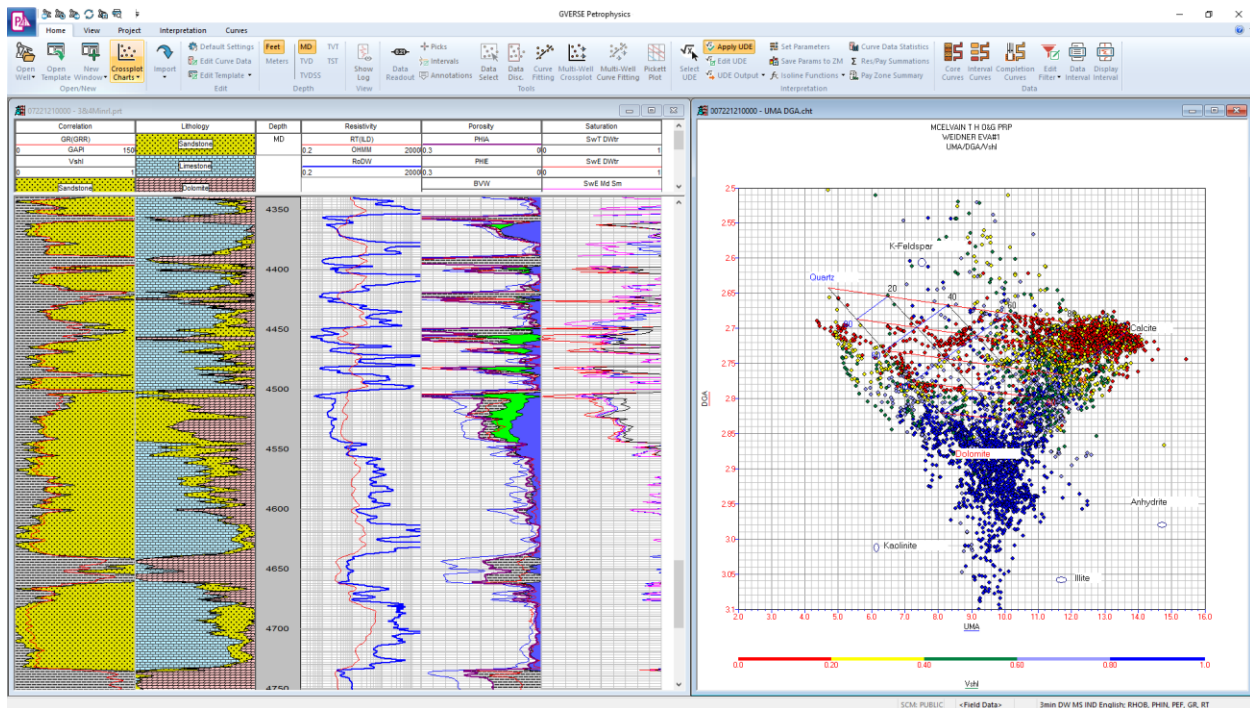 GVERSE Petrophysics
Home View Project Interpretation Curves
Open Well
Open Template
New Window
Crossplot Charts
Import
Default Settings
Edit Curve Data
Edit Template
Feet
Meters
MD TVT
TVD TST
TVDSS
Show Log
Data Readout
Picks
Intervals
Annotations
Data Select
Data Disc.
Curve Fitting
Multi-Well Crossplot
Multi-Well Curve Fitting
Pickett Plot
Select UDE
Apply UDE
Edit UDE
UDE Output
Set Parameters
Save Params to ZM
Isoline Functions
Curve Data Statistics
Res/Pay Summations
Pay Zone Summary
Core Curves
Interval Curves
Completion Curves
Edit Filter
Data Interval
Display Interval
Open/New Edit Depth View Tools Interpretation Data
Correlation Lithology Depth Resistivity Porosity Saturation
GR(GRR)
0 GAPI 150
Vshl
0 1
Sandstone
Sandstone
Limestone
Dolomite
MD
RT(ILD)
0.2 OHMM 2000
RoDW
0.2 2000
PHIA
0.3 0
PHE
0.3 0
BVW
SwT DWtr
0 1
SwE DWtr
0 1
SwE Md Sm
4350
4400
4450
4500
4550
4600
4650
4700
4750
007221210000 - UMA DGA.cht
MCELVAIN T H O&G PRP
WEIDNER EVA#1
UMA/DGA/Vshl
2.5
2.55
2.6
2.65
2.7
2.75
2.8
2.85
2.9
2.95
3.0
3.05
3.1
DGA
K-Feldspar
Quartz
20
40
60
Calcite
Dolomite
Anhydrite
Kaolinite
Illite
2.0 3.0 4.0 5.0 6.0 7.0 8.0 9.0 10.0 11.0 12.0 13.0 14.0 15.0 16.0
UMA
0.0 0.20 0.40 0.60 0.80 1.0
Vshl
SCM: PUBLIC <Field Data> 3min DW MS IND English: RHOB, PHIN, PEF, GR, RT